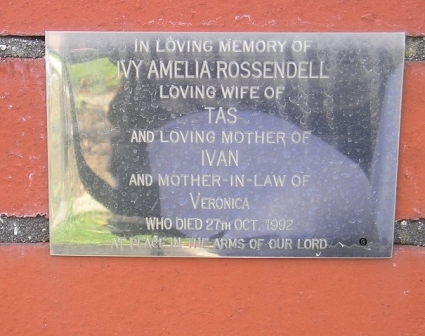 IN LOVING MEMORY OF
IVY AMELIA ROSSENDELL
LOVING WIFE OF
TAS
AND LOVING MOTHER OF
IVAN
AND MOTHER-IN-LAW OF
VERONICA
WHO DIED 27TH OCT. 1992
AT PEACE IN THE ARMS OF OUR LORD